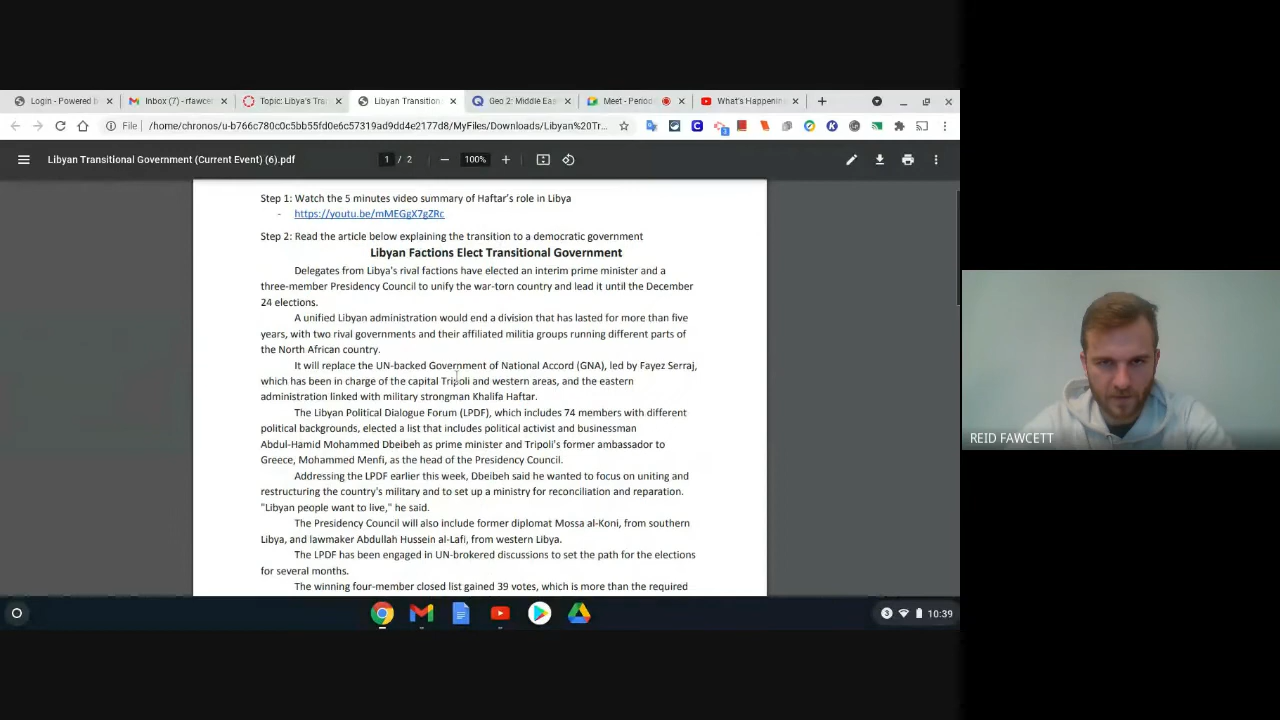 Login - Powered b
Inbox (7) - rfawce
Topic: Libya's Tra
Libyan Transition
Geo 2: Middle Eas
Meet - Period
What's Happenin
File
/home/chronos/u-b766c780c0c5bb55fd0e6c57319ad9dd4e2177d8/MyFiles/Downloads/Libyan%20Tr...
Libyan Transitional Government (Current Event) (6).pdf
1 / 2
100%
Step 1: Watch the 5 minutes video summary of Haftar's role in Libya
- https://youtu.be/mMEGgX7gZRc
Step 2: Read the article below explaining the transition to a democratic government
Libyan Factions Elect Transitional Government
Delegates from Libya's rival factions have elected an interim prime minister and a
three-member Presidency Council to unify the war-torn country and lead it until the December
24 elections.
A unified Libyan administration would end a division that has lasted for more than five
years, with two rival governments and their affiliated militia groups running different parts of
the North African country.
It will replace the UN-backed Government of National Accord (GNA), led by Fayez Serraj,
which has been in charge of the capital Tripoli and western areas, and the eastern
administration linked with military strongman Khalifa Haftar.
The Libyan Political Dialogue Forum (LPDF), which includes 74 members with different
political backgrounds, elected a list that includes political activist and businessman
Abdul-Hamid Mohammed Dbeibeh as prime minister and Tripoli's former ambassador to
Greece, Mohammed Menfi, as the head of the Presidency Council.
Addressing the LPDF earlier this week, Dbeibeh said he wanted to focus on uniting and
restructuring the country's military and to set up a ministry for reconciliation and reparation.
"Libyan people want to live," he said.
The Presidency Council will also include former diplomat Mossa al-Koni, from southern
Libya, and lawmaker Abdullah Hussein al-Lafi, from western Libya.
The LPDF has been engaged in UN-brokered discussions to set the path for the elections
for several months.
The winning four-member closed list gained 39 votes, which is more than the required
REID FAWCETT
3
10:39